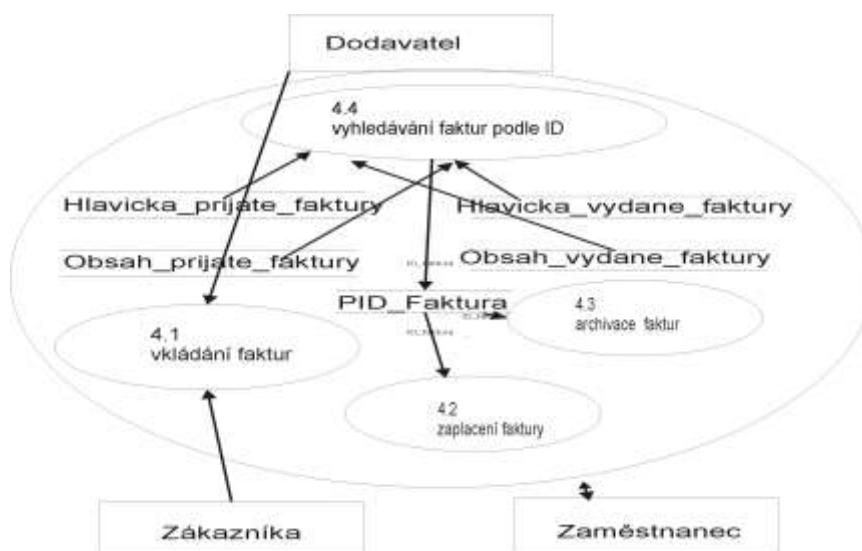 Dodavatel
4.4
vyhledávání faktur podle ID
Hlavicka_prijate_faktury
Hlavicka_vydane_faktury
Obsah_prijate_faktury
Obsah_vydane_faktury
PID_Faktura
4.3
archivace faktur
4.1
vkládání faktur
4.2
zaplacení faktury
Zákazníka
Zaměstnanec